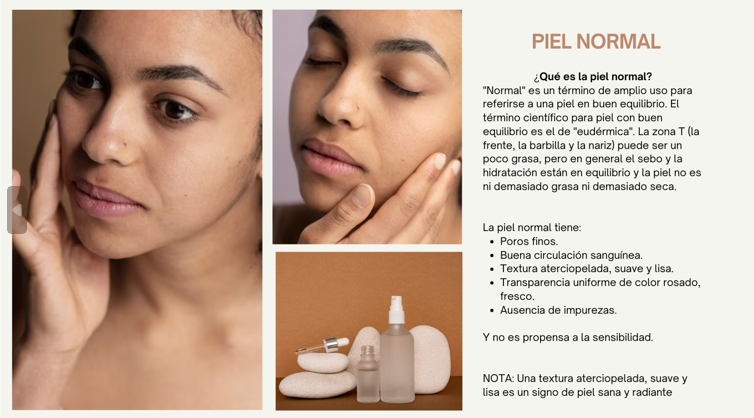 PIEL NORMAL
¿Qué es la piel normal?
"Normal" es un término de amplio uso para
referirse a una piel en buen equilibrio. El
término científico para piel con buen
equilibrio es el de "eudérmica". La zona T (la
frente, la barbilla y la nariz) puede ser un
poco grasa, pero en general el sebo y la
hidratación están en equilibrio y la piel no es
ni demasiado grasa ni demasiado seca.
La piel normal tiene:
• Poros finos.
• Buena circulación sanguínea.
• Textura aterciopelada, suave y lisa.
• Transparencia uniforme de color rosado,
fresco.
• Ausencia de impurezas.
Y no es propensa a la sensibilidad.
NOTA: Una textura aterciopelada, suave y
lisa es un signo de piel sana y radiante